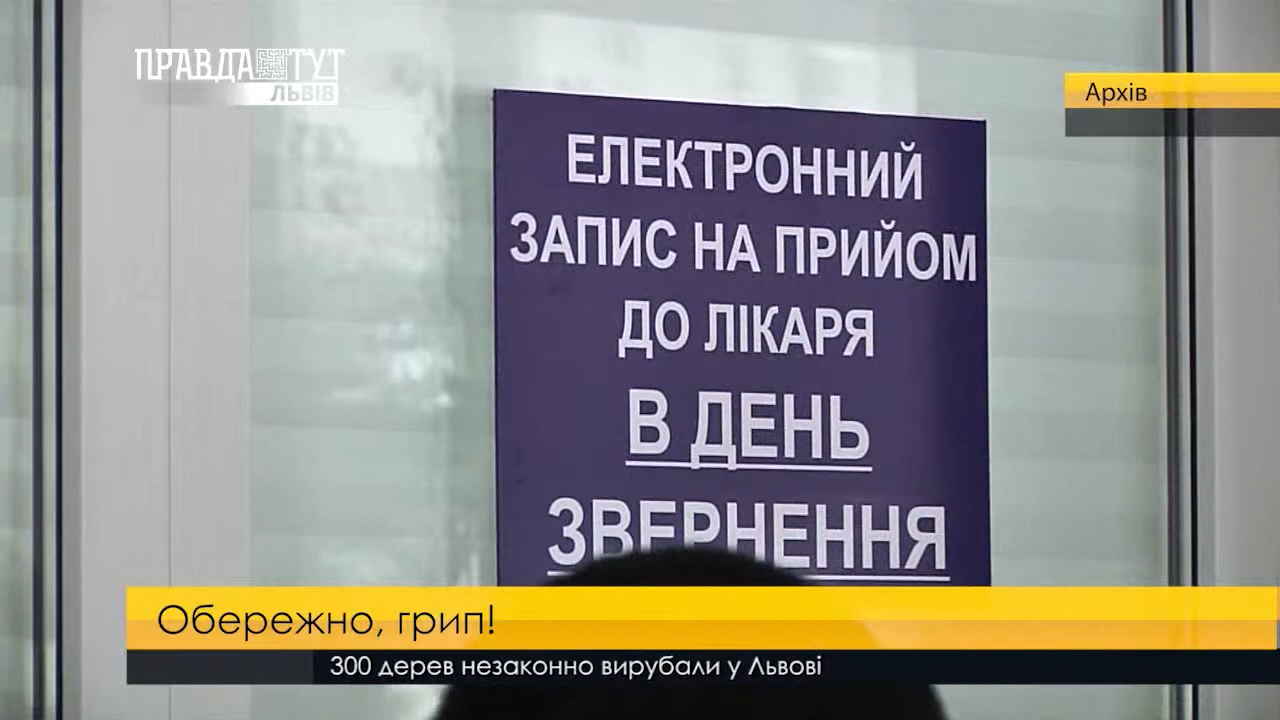 ПРАВДА ТУТ
ЛЬВІВ
Архів
ЕЛЕКТРОННИЙ
ЗАПИС НА ПРИЙОМ
ДО ЛІКАРЯ
В ДЕНЬ
ЗВЕРНЕННЯ
Обережно, грип!
300 дерев незаконно вирубали у Львові